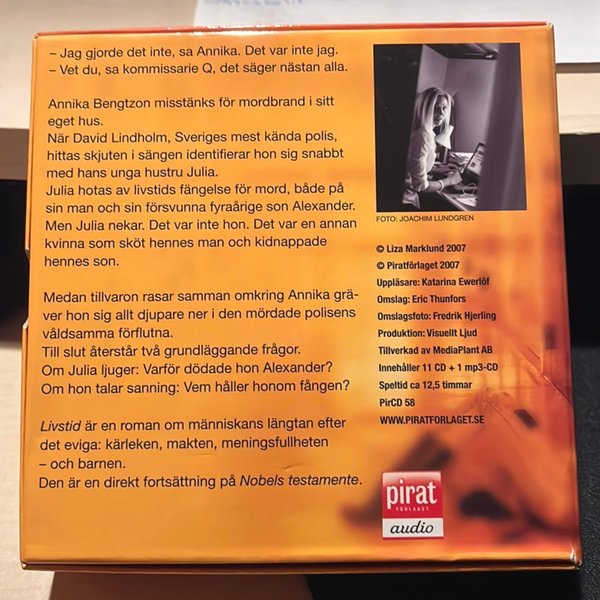 – Jag gjorde det inte, sa Annika. Det var inte jag.
– Vet du, sa kommissarie Q, det säger nästan alla.
Annika Bengtzon misstänks för mordbrand i sitt
eget hus.
När David Lindholm, Sveriges mest kända polis,
hittas skjuten i sängen identifierar hon sig snabbt
med hans unga hustru Julia.
Julia hotas av livstids fängelse för mord, både på
sin man och sin försvunna fyraårige son Alexander.
Men Julia nekar. Det var inte hon. Det var en annan
kvinna som sköt hennes man och kidnappade
hennes son.
Medan tillvaron rasar samman omkring Annika grä-
ver hon sig allt djupare ner i den mördade polisens
våldsamma förflutna.
Till slut återstår två grundläggande frågor.
Om Julia ljuger: Varför dödade hon Alexander?
Om hon talar sanning: Vem håller honom fången?
Livstid är en roman om människans längtan efter
det eviga: kärleken, makten, meningsfullheten
– och barnen.
Den är en direkt fortsättning på Nobels testamente.
FOTO: JOACHIM LUNDGREN
© Liza Marklund 2007
© Piratförlaget 2007
Uppläsare: Katarina Ewerlöf
Omslag: Eric Thunfors
Omslagsfoto: Fredrik Hjerling
Produktion: Visuellt Ljud
Tillverkad av MediaPlant AB
Innehåller 11 CD + 1 mp3-CD
Speltid ca 12,5 timmar
PirCD 58
WWW.PIRATFORLAGET.SE
pirat
FÖRLAGET
audio